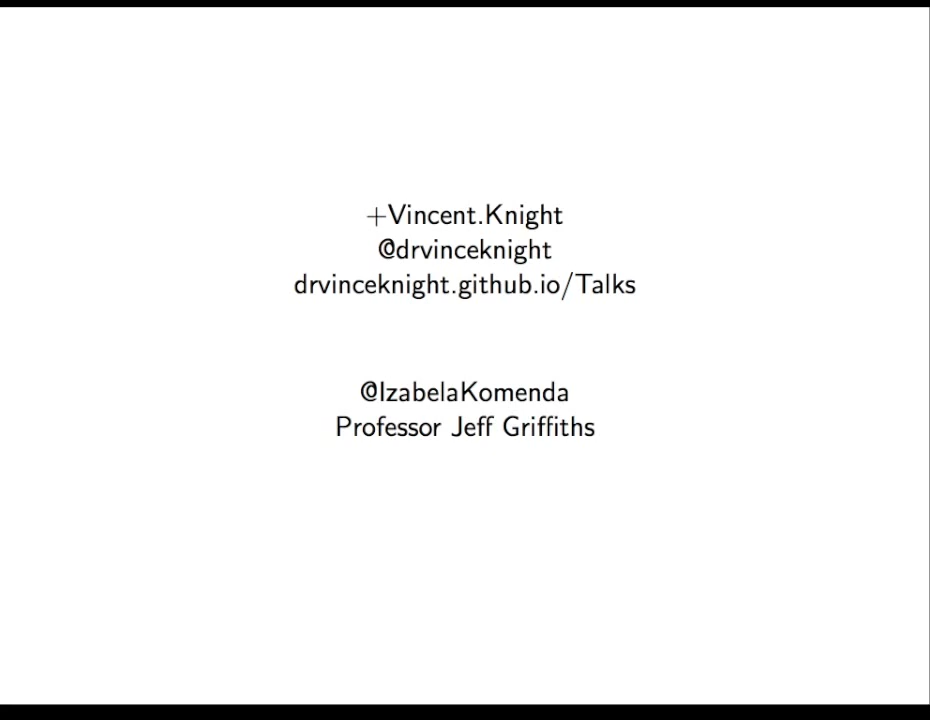 +Vincent.Knight
@drvinceknight
drvinceknight.github.io/Talks
@IzabelaKomenda
Professor Jeff Griffiths